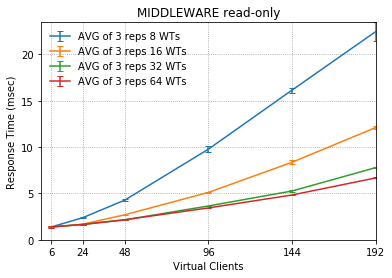 MIDDLEWARE read-only
AVG of 3 reps 8 WTs
AVG of 3 reps 16 WTs
AVG of 3 reps 32 WTs
AVG of 3 reps 64 WTs
Response Time (msec)
20
15
10
5
0
6 24 48 96 144 192
Virtual Clients